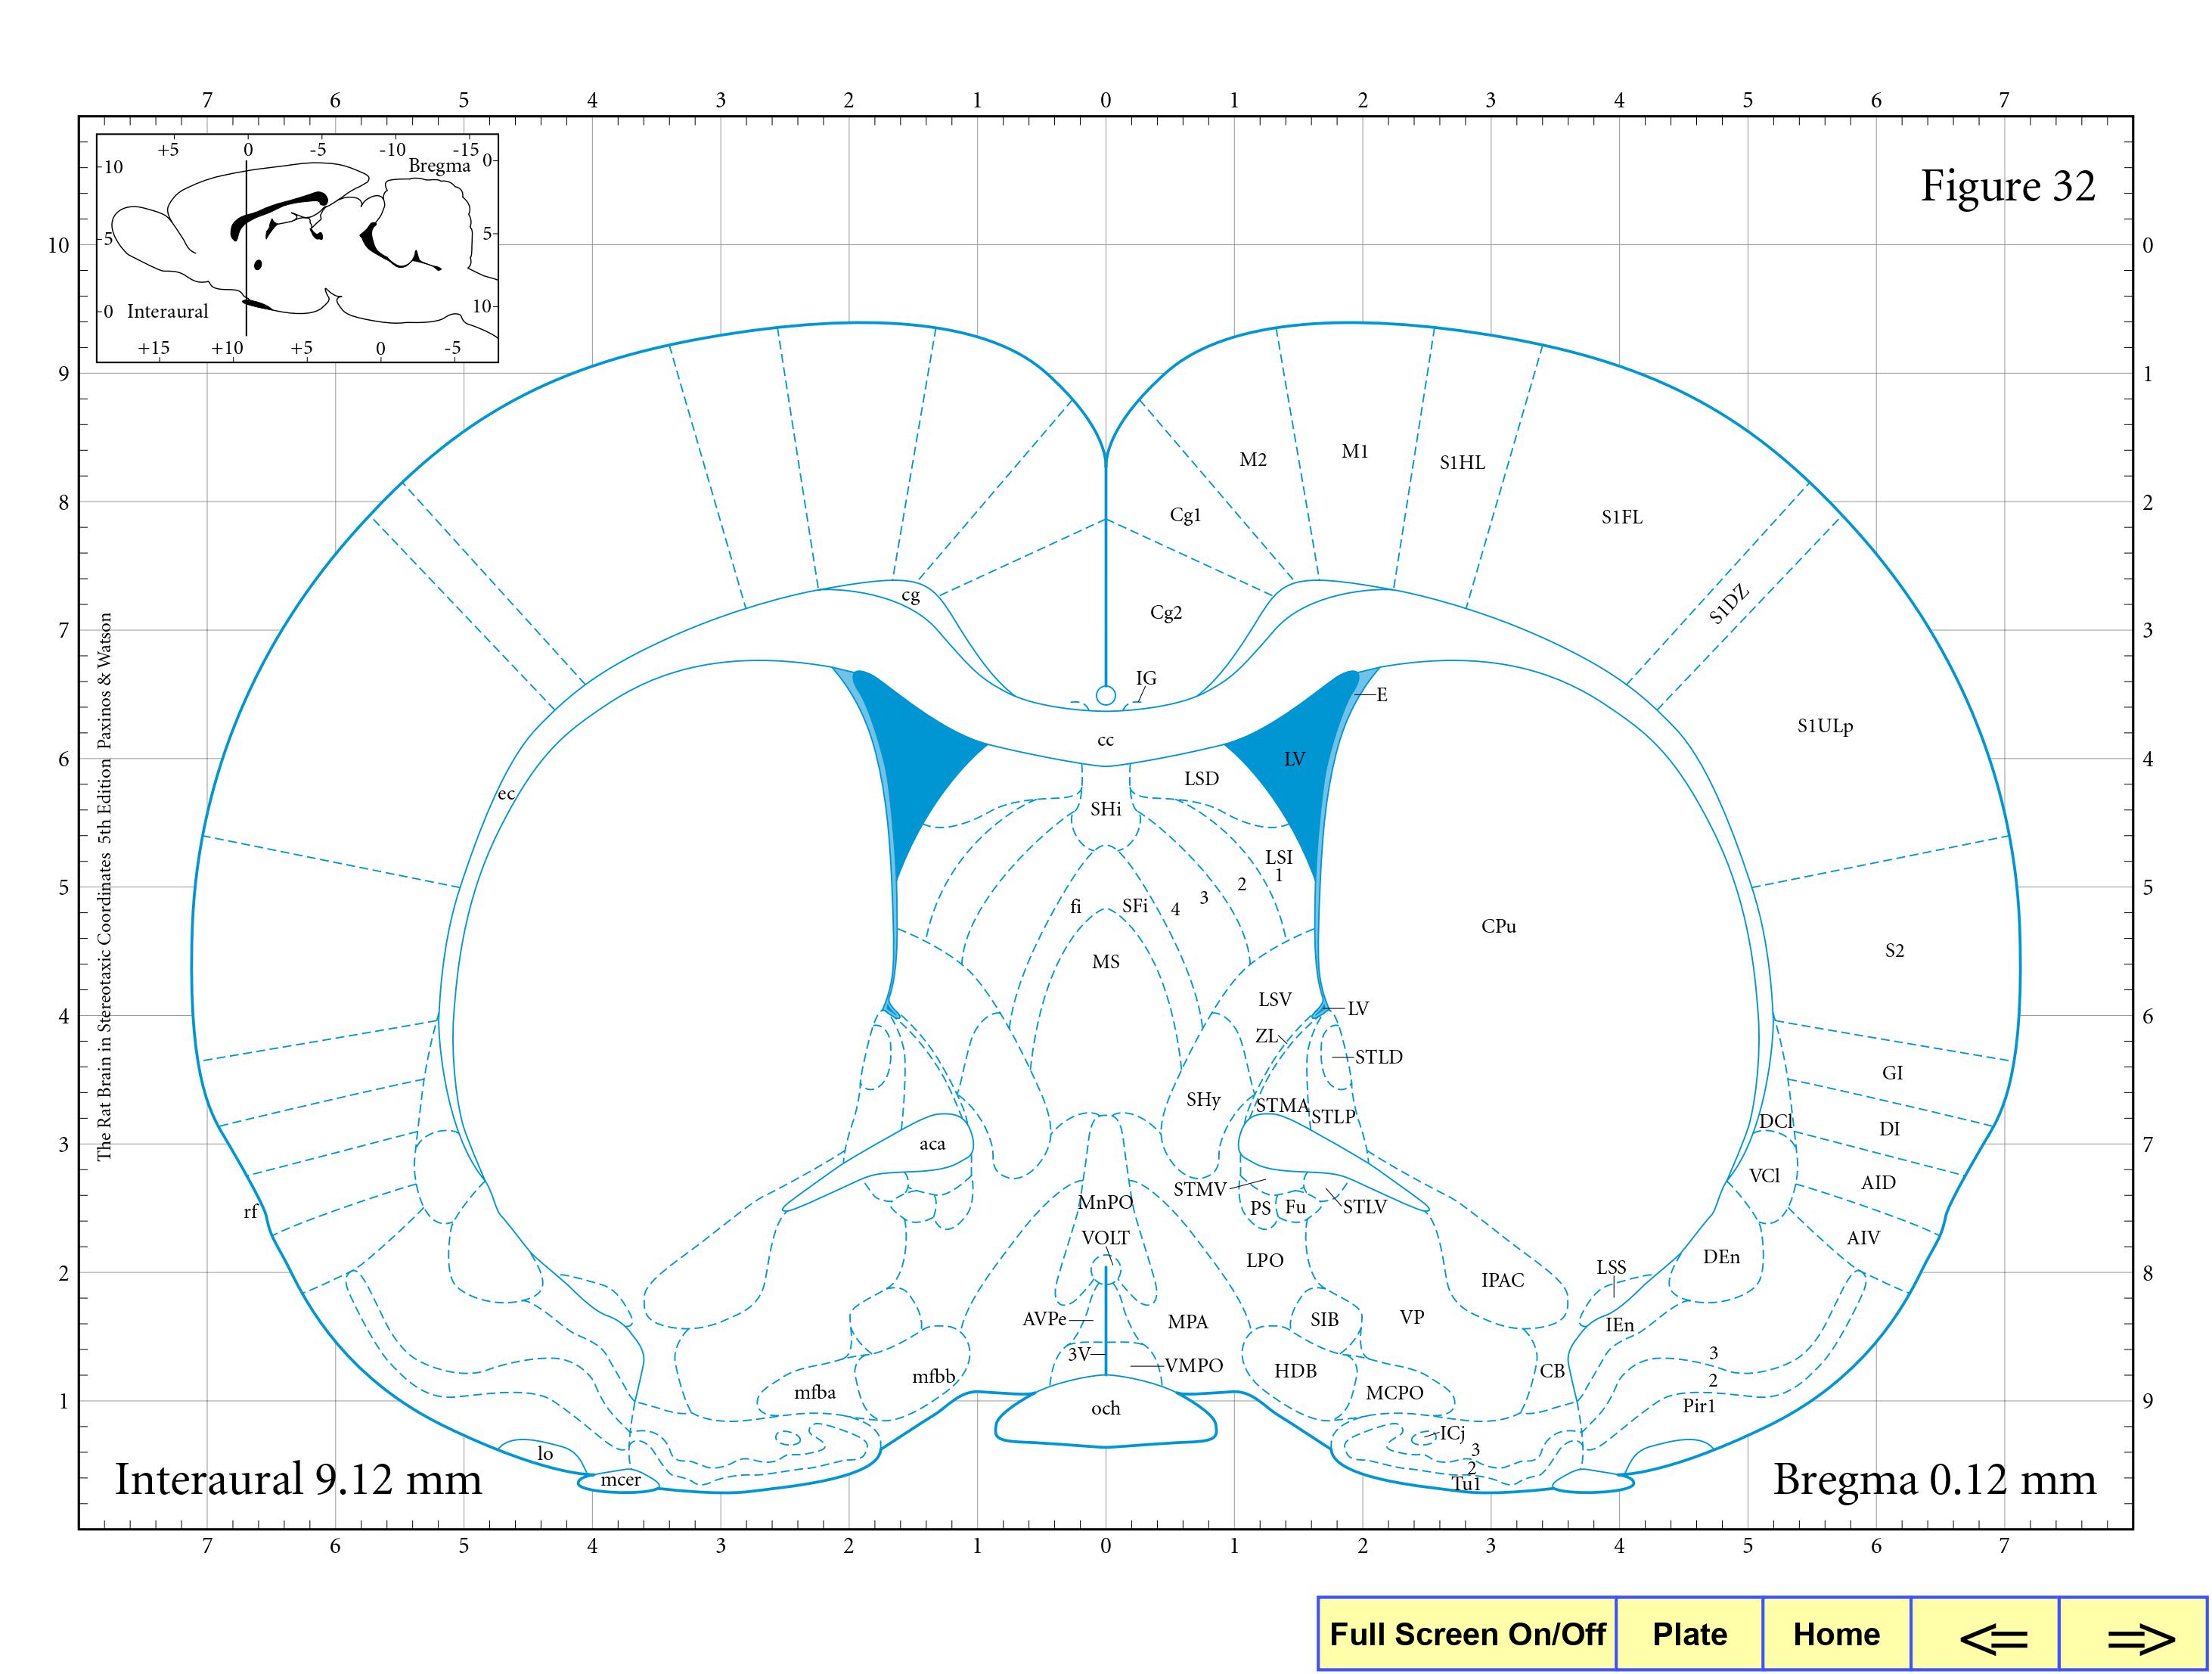 7 6 5 4 3 2 1 0 1 2 3 4 5 6 7
+5 0 -5 -10 -15
Bregma
0
10
5
5
0 Interaural
10
+15 +10 +5 0 -5
Figure 32
10 0
9 1
8 2
7 3
6 4
5 5
4 6
3 7
2 8
1 9
The Rat Brain in Stereotaxic Coordinates 5th Edition Paxinos & Watson
M2 M1 S1HL
Cg1 S1FL
cg Cg2 S1DZ
IG
E
S1ULp
cc
LV
LSD
ec
SHi
LSI
1
2
3
4
fi SFi
CPu
S2
MS
LSV
LV
ZL
STLD
GI
SHy
STMA
STLP
DCl
DI
aca
VCl
AID
STMV
MnPO
PS Fu STLV
rf
VOLT
AIV
LPO
DEn
LSS
IPAC
AVPe
MPA
SIB
VP
IEn
3V
VMPO
3
HDB
CB
mfbb
2
mfba
MCPO
Pir1
och
ICj
3
lo
2
mcer
Tu1
Interaural 9.12 mm
Bregma 0.12 mm
7 6 5 4 3 2 1 0 1 2 3 4 5 6 7
Full Screen On/Off Plate Home <= =>